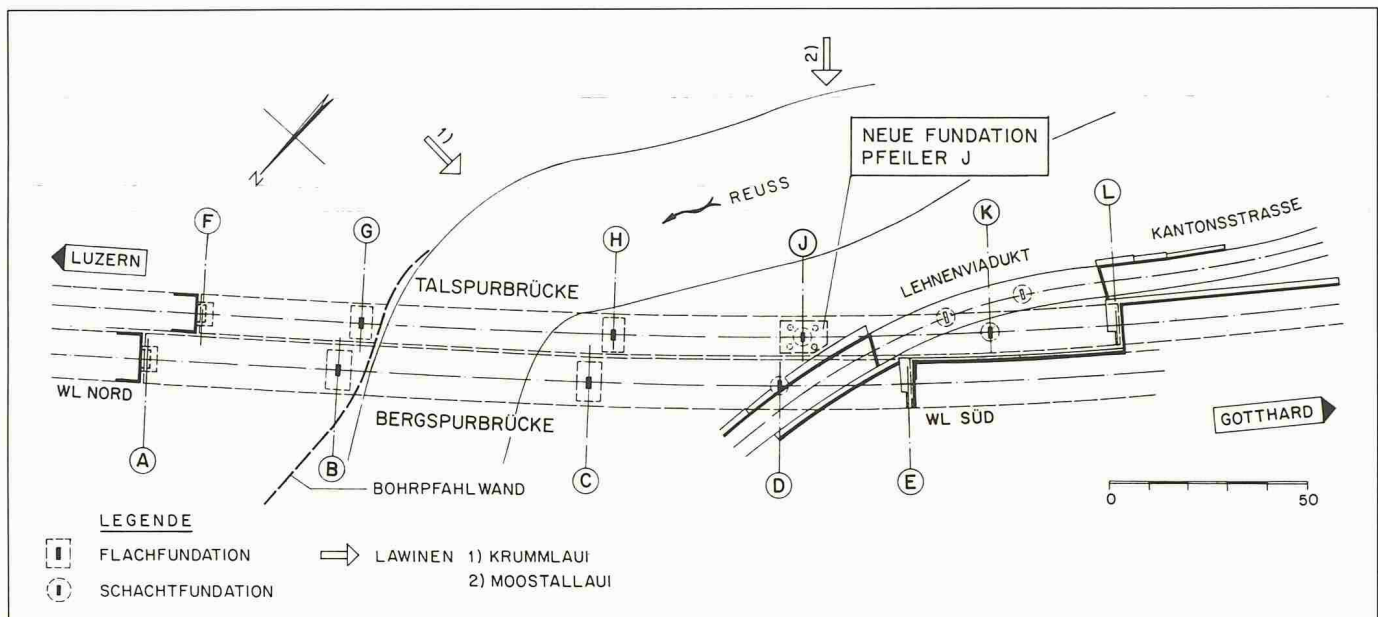 2)
1)
N
NEUE FUNDATION
PFEILER J
REUSS
L
KANTONSSTRASSE
K
F
G
H
J
LEHNENVIADUKT
LUZERN
TALSPURBRÜCKE
WL NORD
BERGSPURBRÜCKE
WL SÜD
GOTTHARD
A
B
C
D
E
BOHRPFAHLWAND
0 50
LEGENDE
FLACHFUNDATION
LAWINEN 1) KRUMMLAUI
2) MOOSTALLAUI
SCHACHTFUNDATION